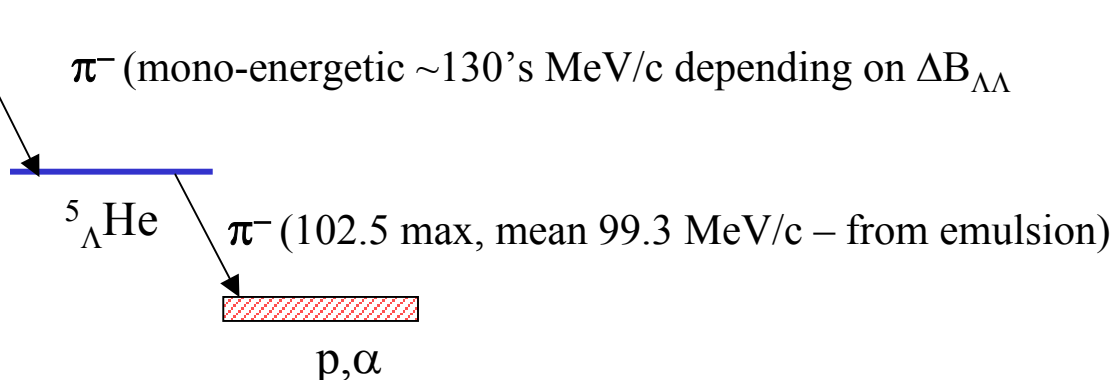 π⁻ (mono-energetic ~130’s MeV/c depending on ΔB_ΛΛ
⁵_ΛHe
π⁻ (102.5 max, mean 99.3 MeV/c – from emulsion)
p,α